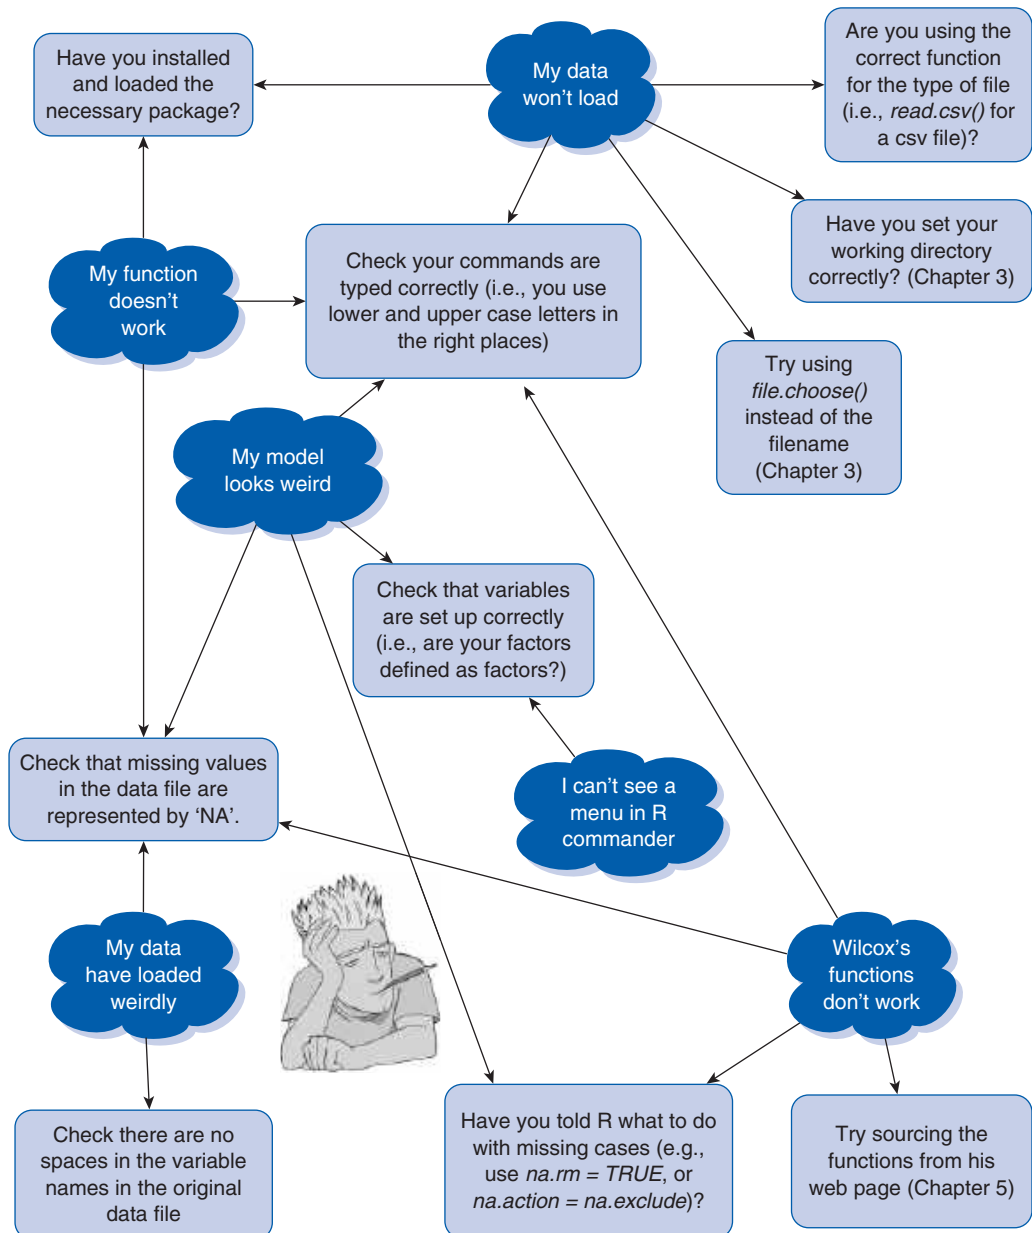 Have you installed
and loaded the
necessary package?
My data
won't load
Are you using the
correct function
for the type of file
(i.e., read.csv() for
a csv file)?
Have you set your
working directory
correctly? (Chapter 3)
My function
doesn't
work
Check your commands are
typed correctly (i.e., you use
lower and upper case letters in
the right places)
Try using
file.choose()
instead of the
filename
(Chapter 3)
My model
looks weird
Check that variables
are set up correctly
(i.e., are your factors
defined as factors?)
Check that missing values
in the data file are
represented by ‘NA’.
I can't see a
menu in R
commander
My data
have loaded
weirdly
Wilcox's
functions
don't work
Check there are no
spaces in the variable
names in the original
data file
Have you told R what to do
with missing cases (e.g.,
use na.rm = TRUE, or
na.action = na.exclude)?
Try sourcing the
functions from his
web page (Chapter 5)